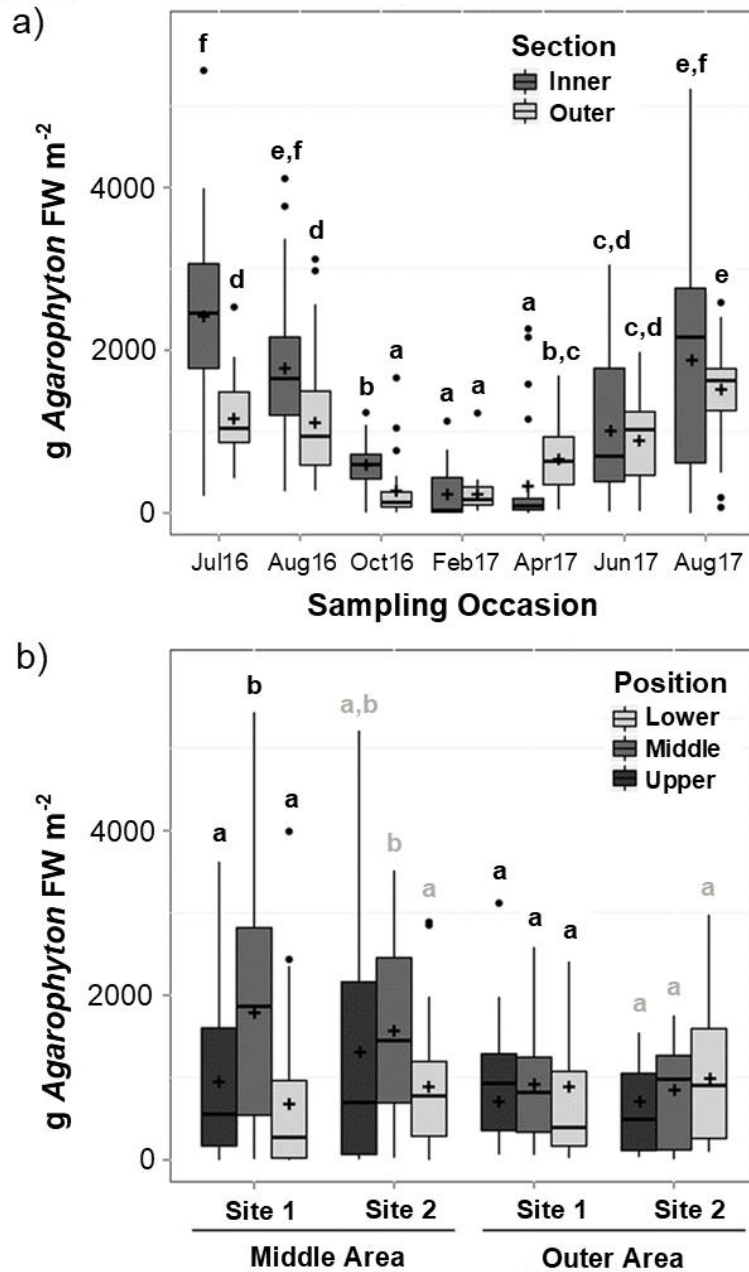 a)
g Agarophyton FW m-2
4000
2000
0
Section
Inner
Outer
f
d
e,f
d
b
a
a
a
a
b,c
c,d
c,d
e,f
e
Jul16 Aug16 Oct16 Feb17 Apr17 Jun17 Aug17
Sampling Occasion
b)
g Agarophyton FW m-2
4000
2000
0
Position
Lower
Middle
Upper
a
b
a
a,b
b
a
a
a
a
a
a
a
Site 1 Site 2 Site 1 Site 2
Middle Area Outer Area